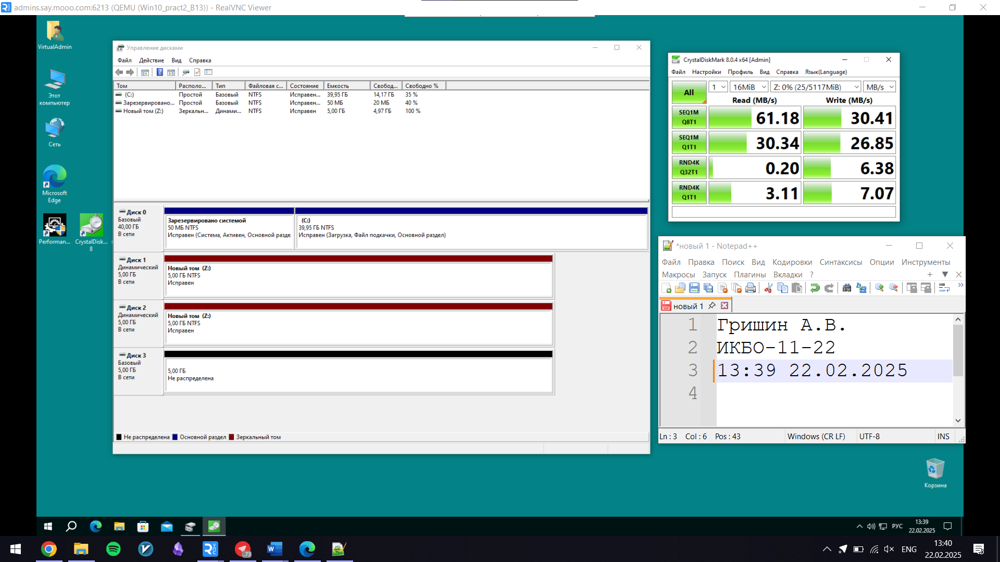 admins.say.mooo.com:6213 (QEMU (Win10_pract2_B13)) - RealVNC Viewer
VirtualAdmin
Этот
компьютер
Сеть
Microsoft
Edge
Performan...
CrystalDisk...
8
Управление дисками
Файл Действие Вид Справка
Том Располо... Тип Файловая с... Состояние Емкость Свобод... Свободно %
(C:) Простой Базовый NTFS Исправен... 39,95 ГБ 14,17 ГБ 35 %
Зарезервировано... Простой Базовый NTFS Исправен... 50 МБ 20 МБ 40 %
Новый том (Z:) Зеркальн... Динами... NTFS Исправен 5,00 ГБ 4,97 ГБ 100 %
Диск 0
Базовый
40,00 ГБ
В сети
Зарезервировано системой
50 МБ NTFS
Исправен (Система, Активен, Основной разде
(C:)
39,95 ГБ NTFS
Исправен (Загрузка, Файл подкачки, Основной раздел)
Диск 1
Динамический
5,00 ГБ
В сети
Новый том (Z:)
5,00 ГБ NTFS
Исправен
Диск 2
Динамический
5,00 ГБ
В сети
Новый том (Z:)
5,00 ГБ NTFS
Исправен
Диск 3
Базовый
5,00 ГБ
В сети
5,00 ГБ
Не распределена
Не распределена Основной раздел Зеркальный том
CrystalDiskMark 8.0.4 x64 [Admin]
Файл Настройки Профиль Вид Справка Язык(Language)
All 1 16MiB Z: 0% (25/5117MiB) MB/s
Read (MB/s) Write (MB/s)
SEQ1M
Q8T1
61.18 30.41
SEQ1M
Q1T1
30.34 26.85
RND4K
Q32T1
0.20 6.38
RND4K
Q1T1
3.11 7.07
*новый 1 - Notepad++
Файл Правка Поиск Вид Кодировки Синтаксисы Опции Инструменты
Макросы Запуск Плагины Вкладки ?
новый 1
1 Гришин А.В.
2 ИКБО-11-22
3 13:39 22.02.2025
4
Ln : 3 Col : 6 Pos : 43 Windows (CR LF) UTF-8 INS
Корзина
РУС
13:39
22.02.2025
..73
ENG
13:40
22.02.2025